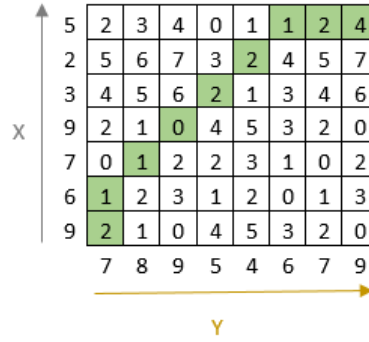 5 2 3 4 0 1 1 2 4
2 5 6 7 3 2 4 5 7
3 4 5 6 2 1 3 4 6
9 2 1 0 4 5 3 2 0
7 0 1 2 2 3 1 0 2
6 1 2 3 1 2 0 1 3
9 2 1 0 4 5 3 2 0
7 8 9 5 4 6 7 9
X
Y